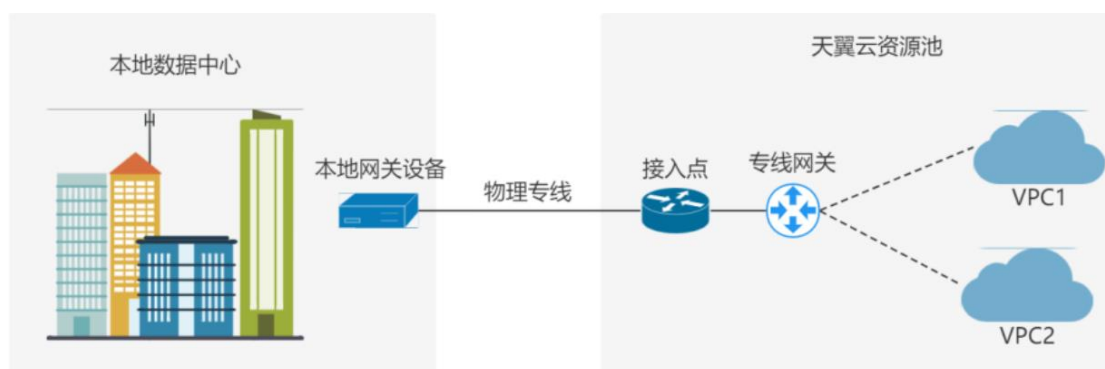 本地数据中心
天翼云资源池
本地网关设备
物理专线
接入点
专线网关
VPC1
VPC2